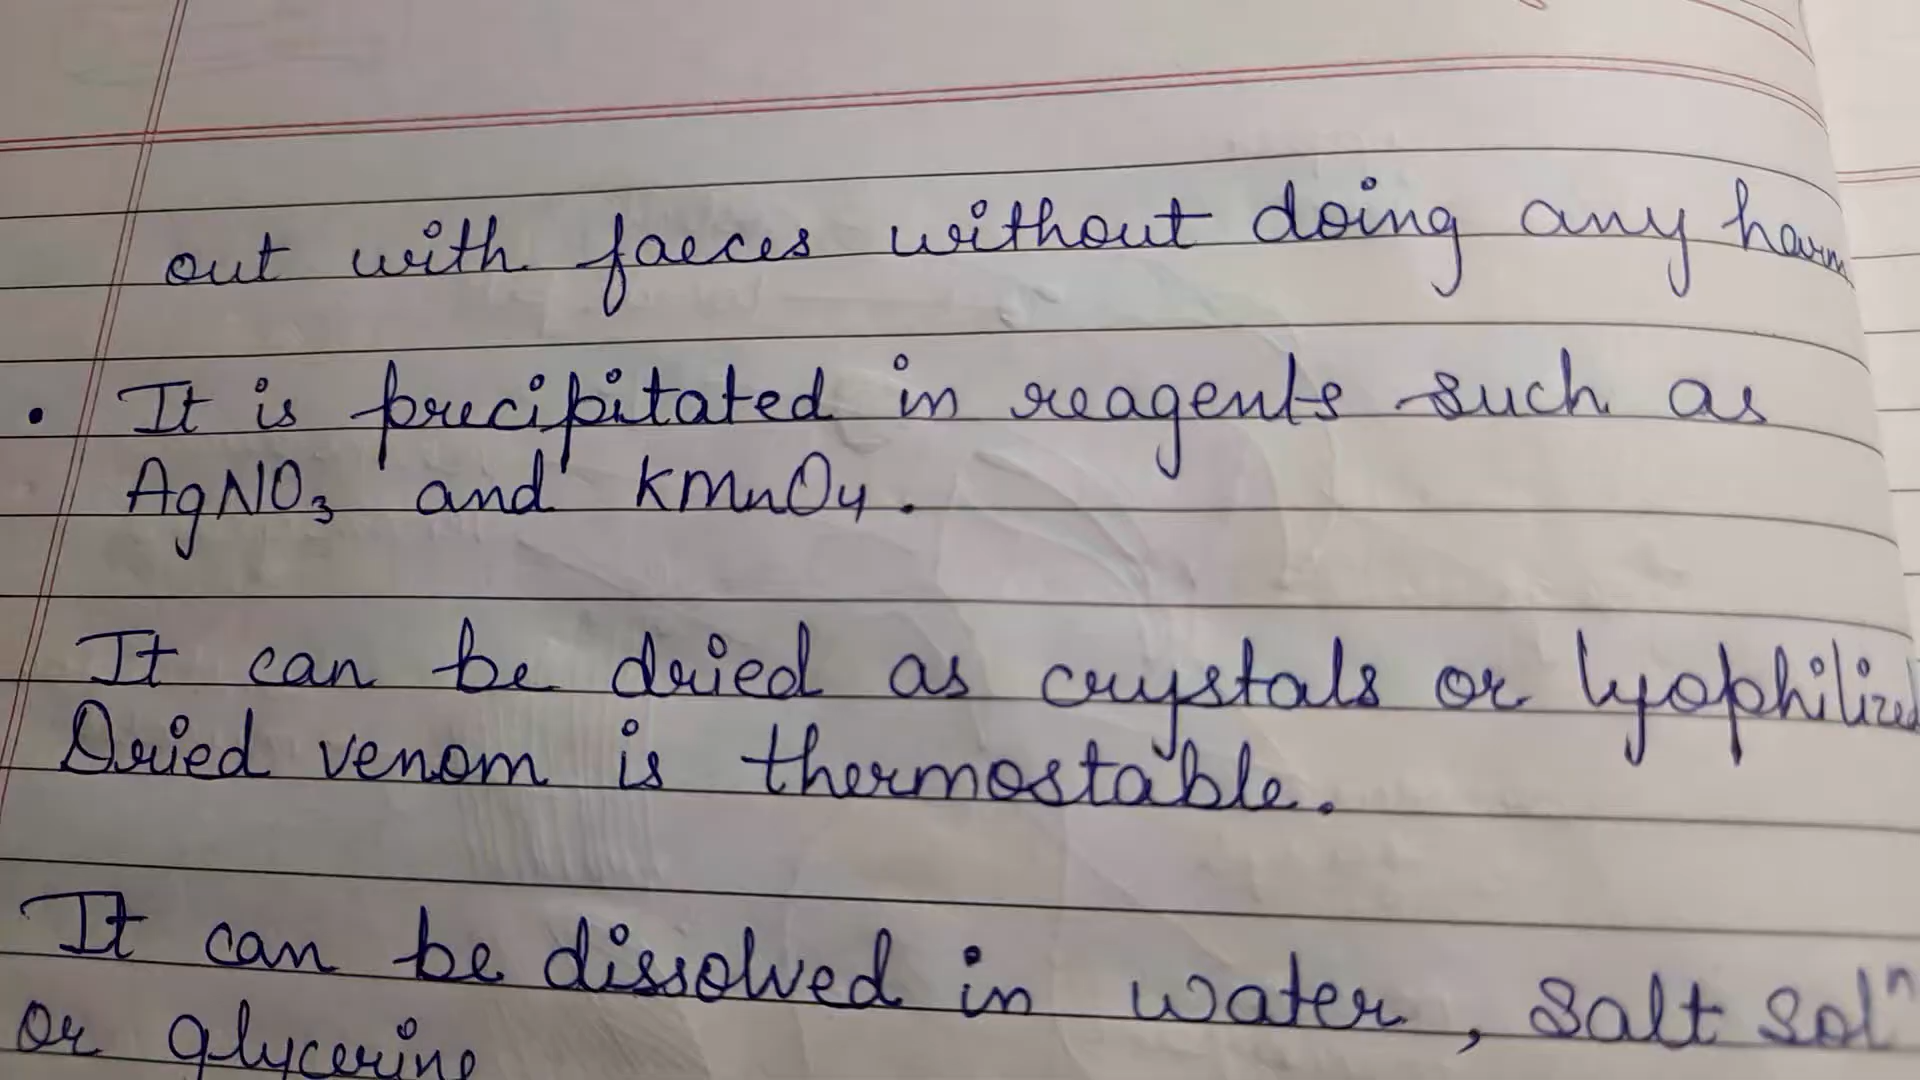 out with faeces without doing any harm
• It is precipitated in reagents such as
AgNO₃ and KMnO4.
It can be dried as crystals or lyophilized
Dried venom is thermostable.
It can be dissolved in water, salt solⁿ
or glycerine